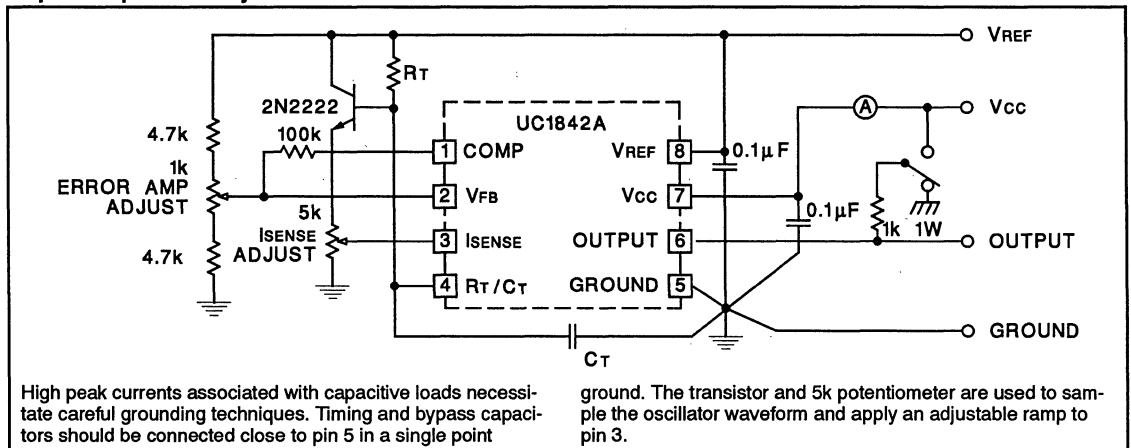 VREF
RT
VCC
A
2N2222
UC1842A
4.7k
100k
1 COMP
VREF 8
0.1μF
1k
ERROR AMP
ADJUST
2 VFB
VCC 7
0.1μF
5k
1k 1W
ISENSE
ADJUST
3 ISENSE
OUTPUT 6
OUTPUT
4.7k
4 RT/CT
GROUND 5
GROUND
CT
High peak currents associated with capacitive loads necessi-
tate careful grounding techniques. Timing and bypass capaci-
tors should be connected close to pin 5 in a single point
ground. The transistor and 5k potentiometer are used to sam-
ple the oscillator waveform and apply an adjustable ramp to
pin 3.